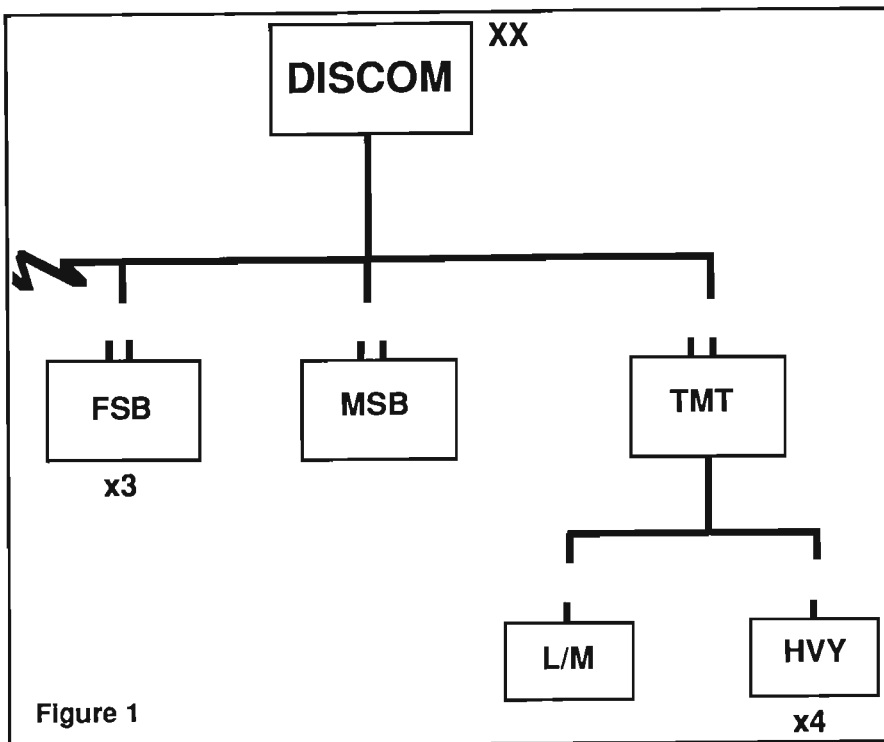 XX
DISCOM
FSB
MSB
TMT
x3
L/M
HVY
Figure 1
x4